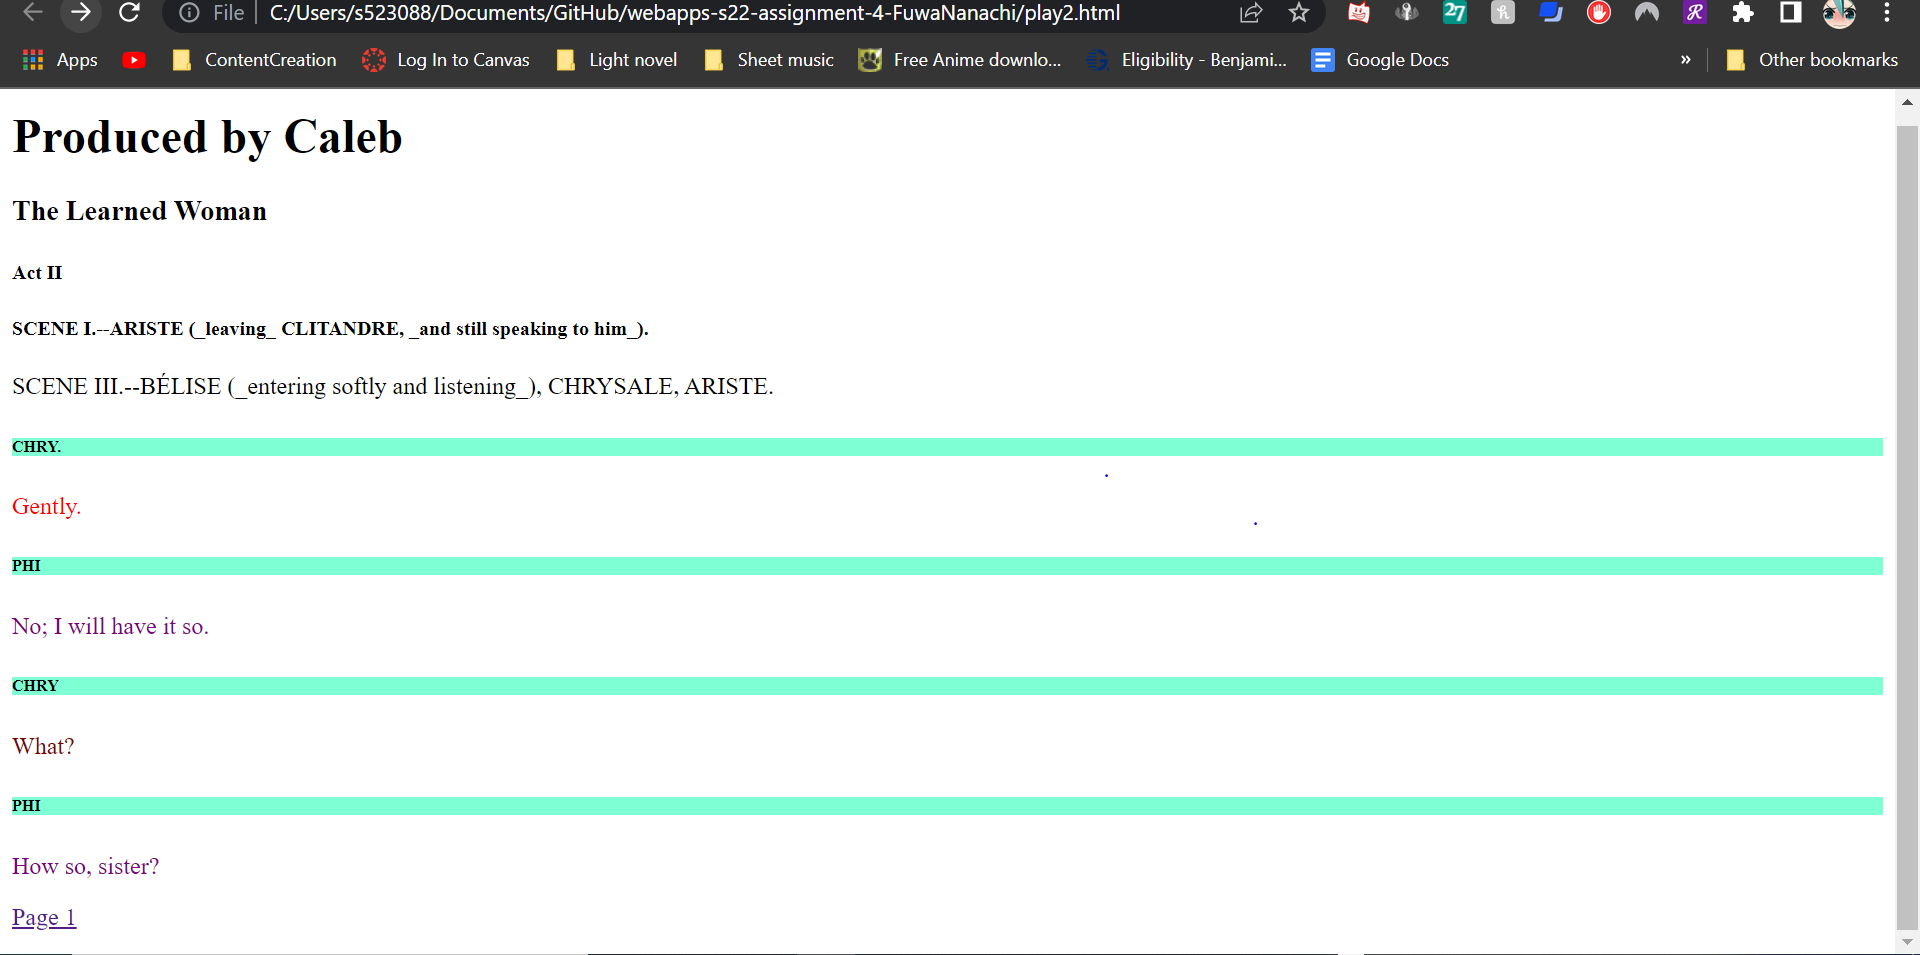 File C:/Users/s523088/Documents/GitHub/webapps-s22-assignment-4-FuwaNanachi/play2.html 27 h R
Apps ContentCreation Log In to Canvas Light novel Sheet music Free Anime downlo... Eligibility - Benjami... Google Docs » Other bookmarks
Produced by Caleb
The Learned Woman
Act II
SCENE I.--ARISTE (_leaving_ CLITANDRE, _and still speaking to him_).
SCENE III.--BÉLISE (_entering softly and listening_), CHRYSALE, ARISTE.
CHRY.
Gently.
PHI
No; I will have it so.
CHRY
What?
PHI
How so, sister?
Page 1